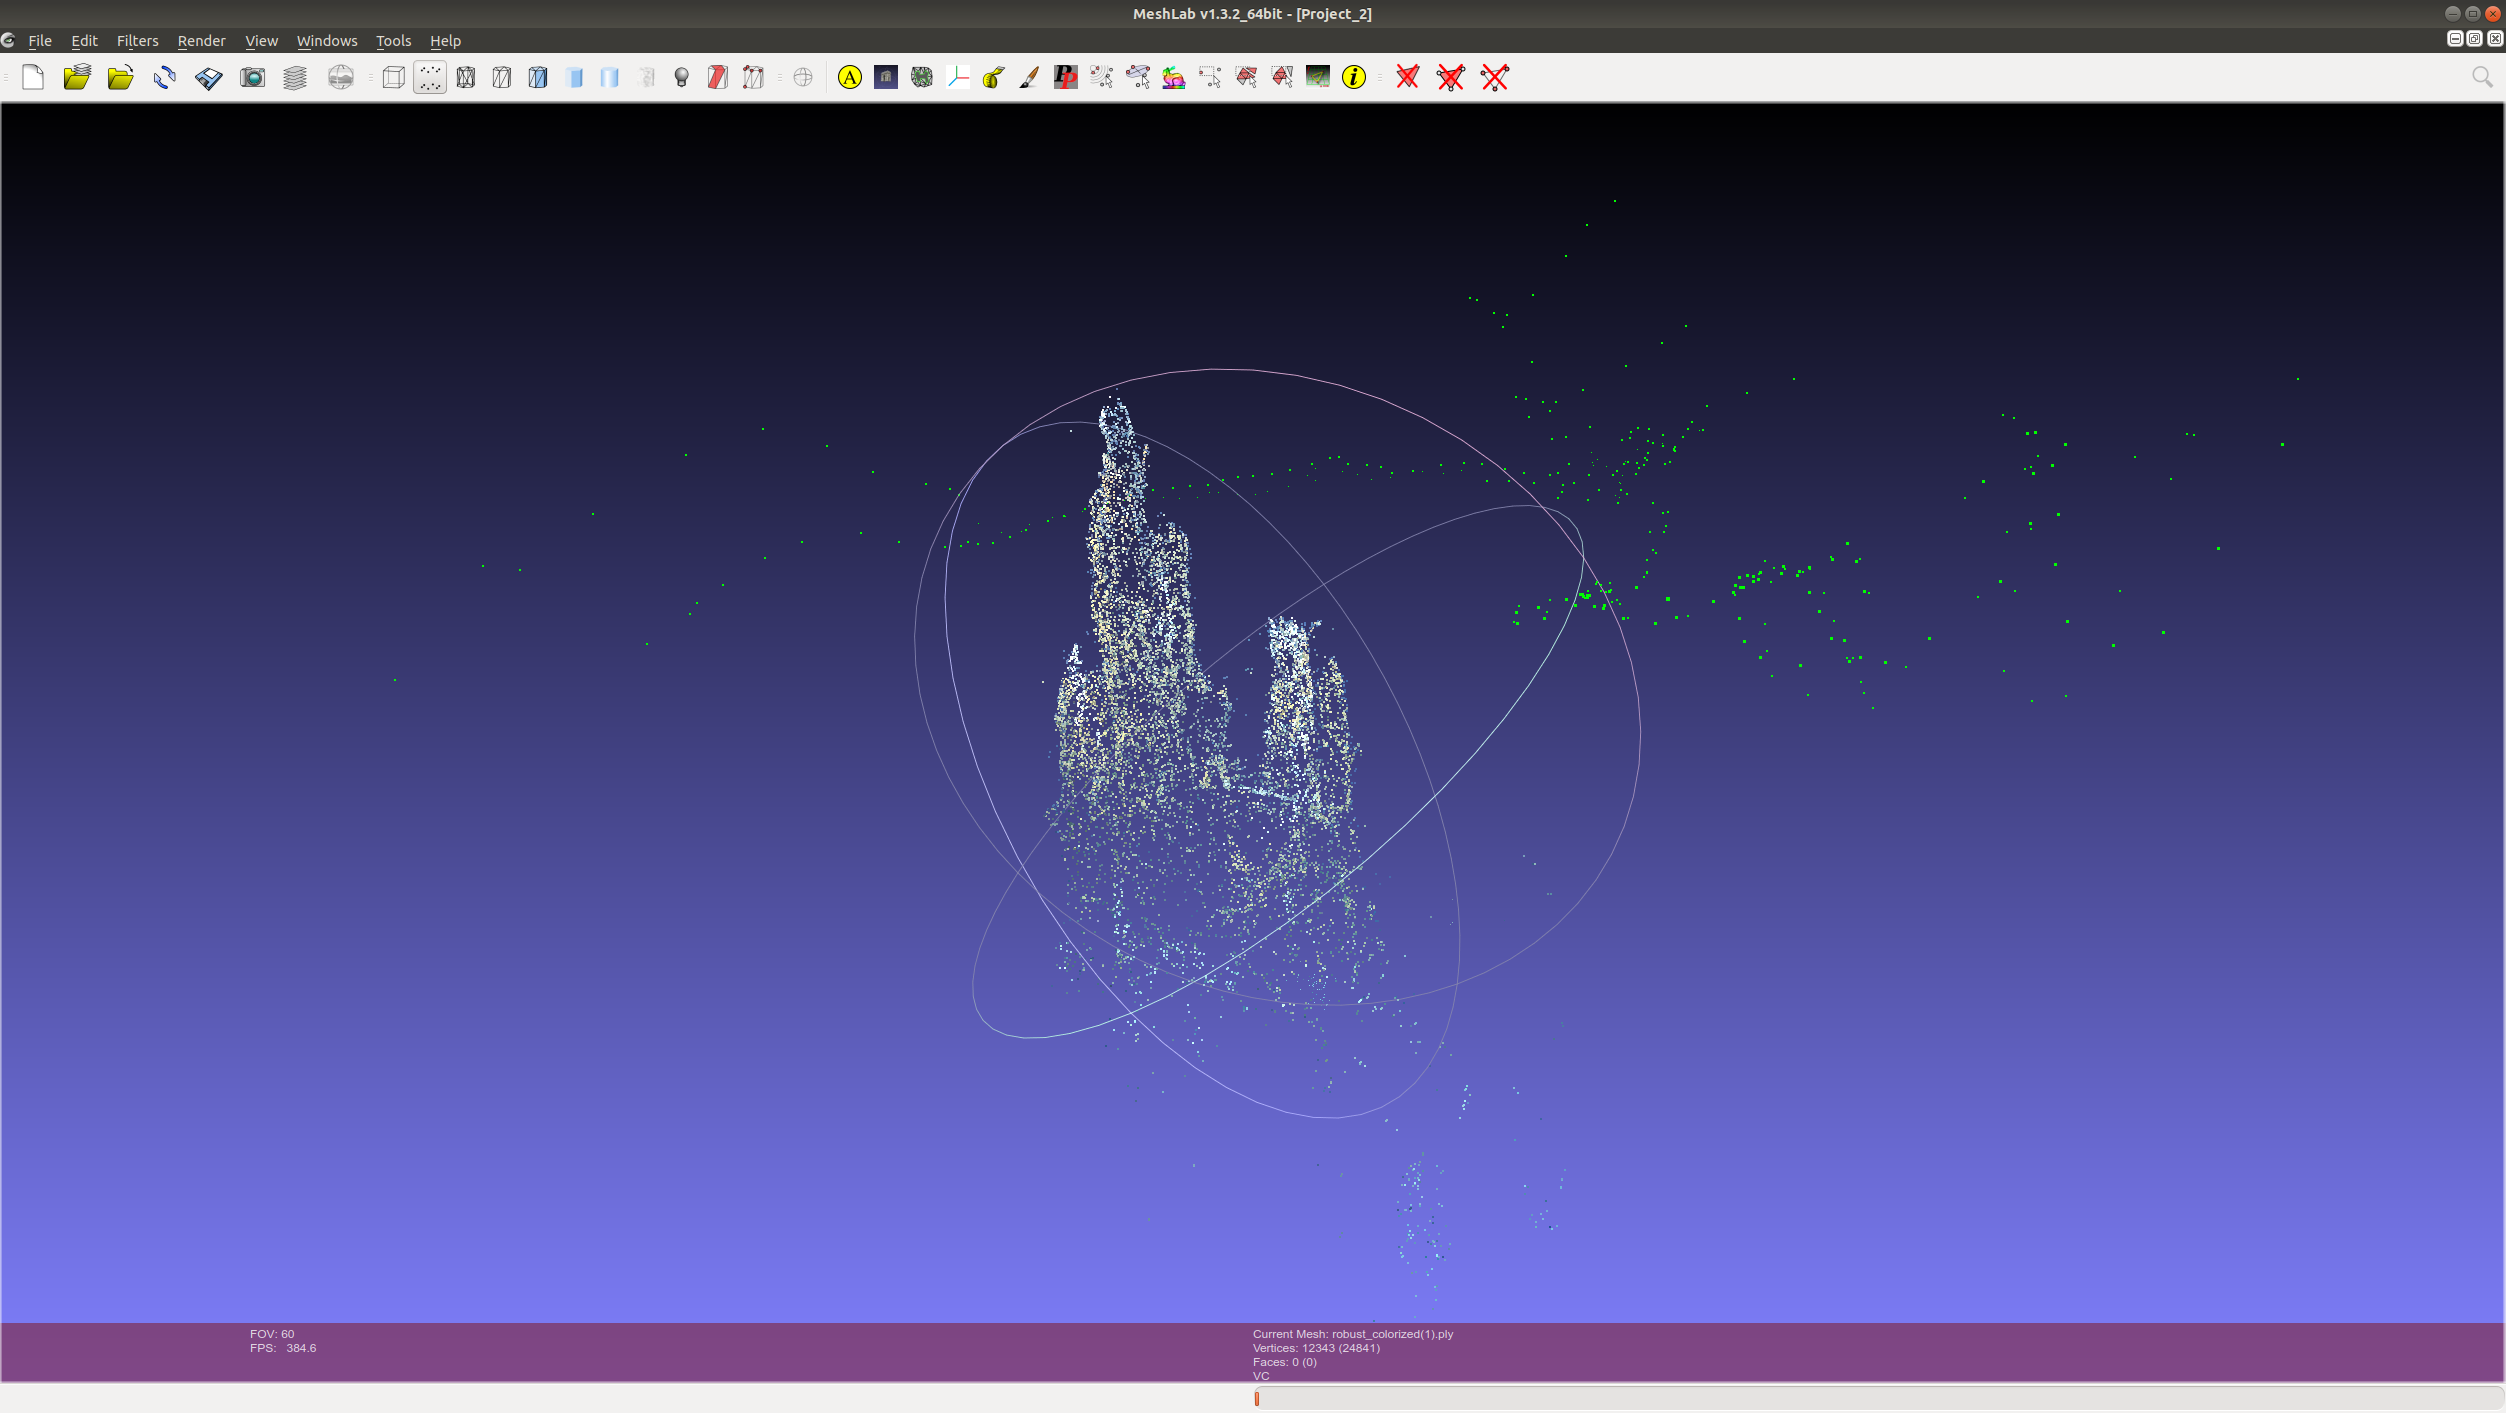 MeshLab v1.3.2_64bit - [Project_2]
File Edit Filters Render View Windows Tools Help
A
PP
i
FOV: 60
FPS: 384.6
Current Mesh: robust_colorized(1).ply
Vertices: 12343 (24841)
Faces: 0 (0)
VC